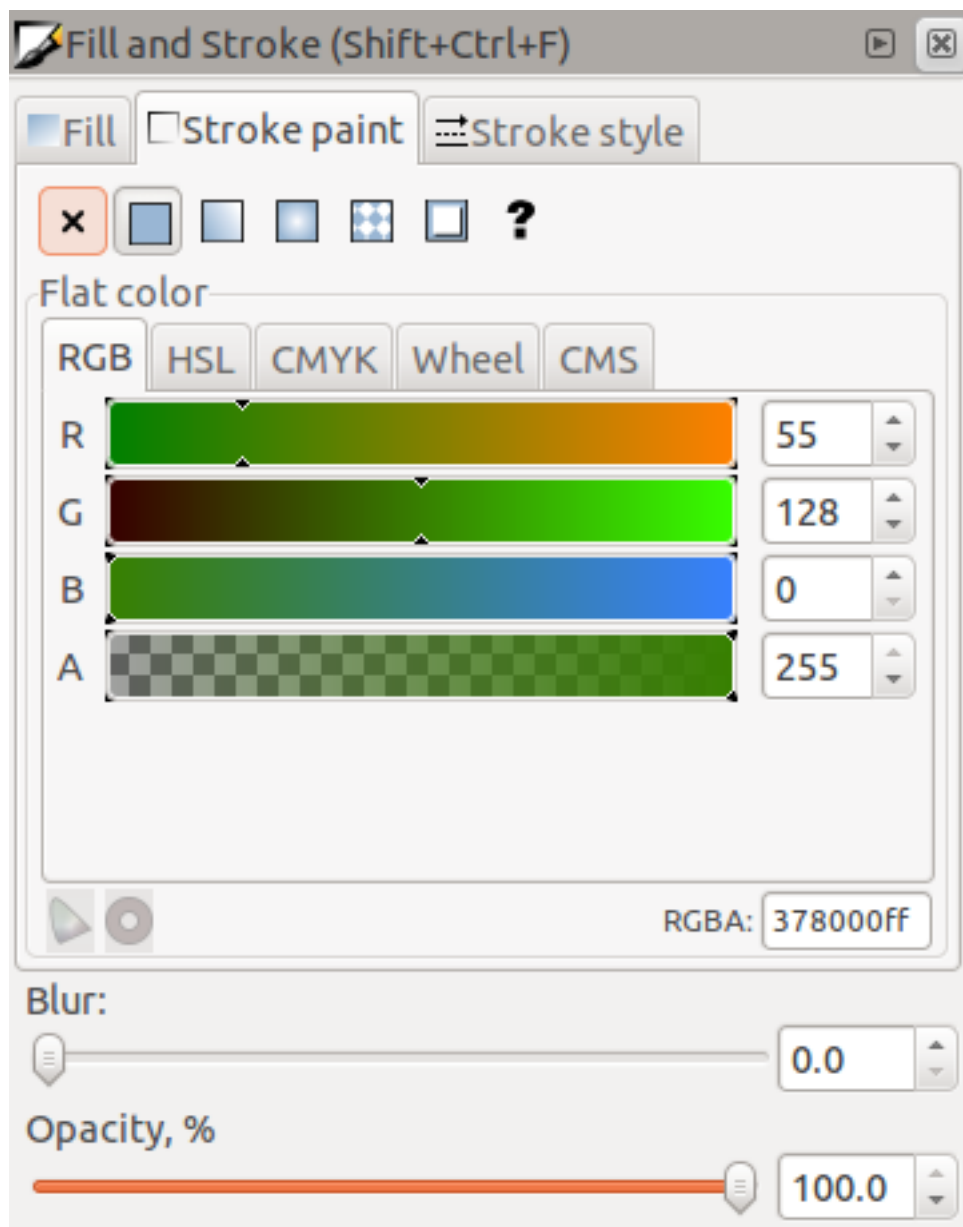 Fill and Stroke (Shift+Ctrl+F)
Fill Stroke paint Stroke style
?
Flat color
RGB HSL CMYK Wheel CMS
R 55
G 128
B 0
A 255
RGBA: 378000ff
Blur:
0.0
Opacity, %
100.0